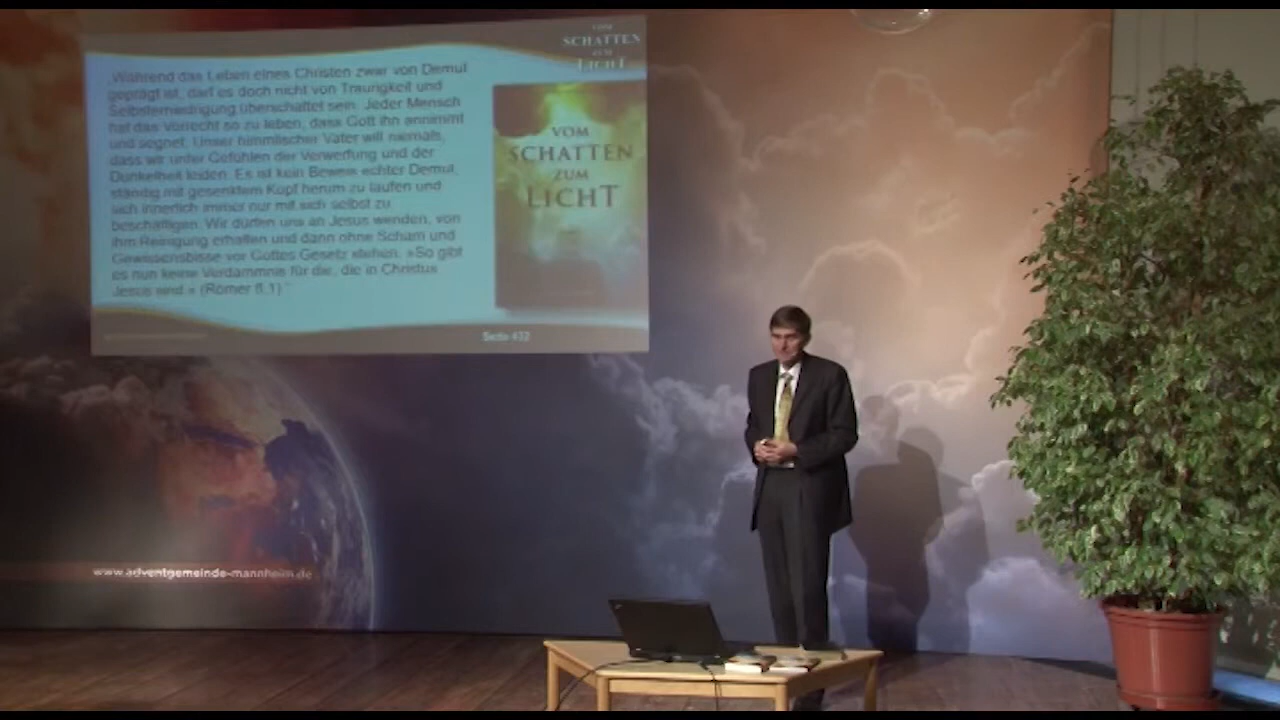 VOM
SCHATTEN
ZUM
LICHT
„Während das Leben eines Christen zwar von Demut
geprägt ist, darf es doch nicht von Traurigkeit und
Selbsterniedrigung überschattet sein. Jeder Mensch
hat das Vorrecht so zu leben, dass Gott ihn annimmt
und segnet. Unser himmlischer Vater will niemals,
dass wir unter Gefühlen der Verwerfung und der
Dunkelheit leiden. Es ist kein Beweis echter Demut,
ständig mit gesenktem Kopf herum zu laufen und
sich innerlich immer nur mit sich selbst zu
beschäftigen. Wir dürfen uns an Jesus wenden, von
ihm Reinigung erhalten und dann ohne Scham und
Gewissensbisse vor Gottes Gesetz stehen. »So gibt
es nun keine Verdammnis für die, die in Christus
Jesus sind.« (Römer 8,1)“
VOM
SCHATTEN
ZUM
LICHT
Seite 432
www.adventgemeinde-mannheim.de